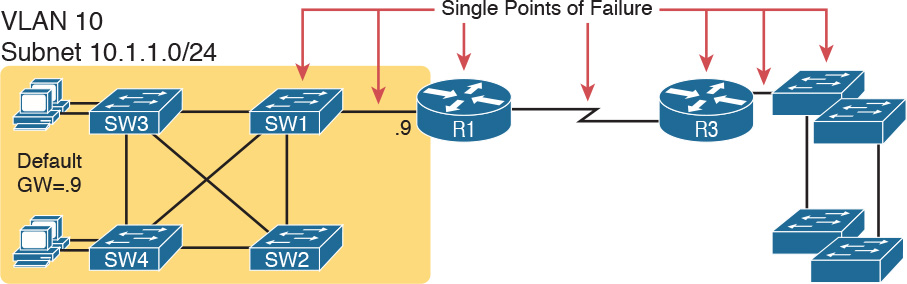 Single Points of Failure
VLAN 10
Subnet 10.1.1.0/24
SW3
SW1
.9
R1
R3
Default
GW=.9
SW4
SW2